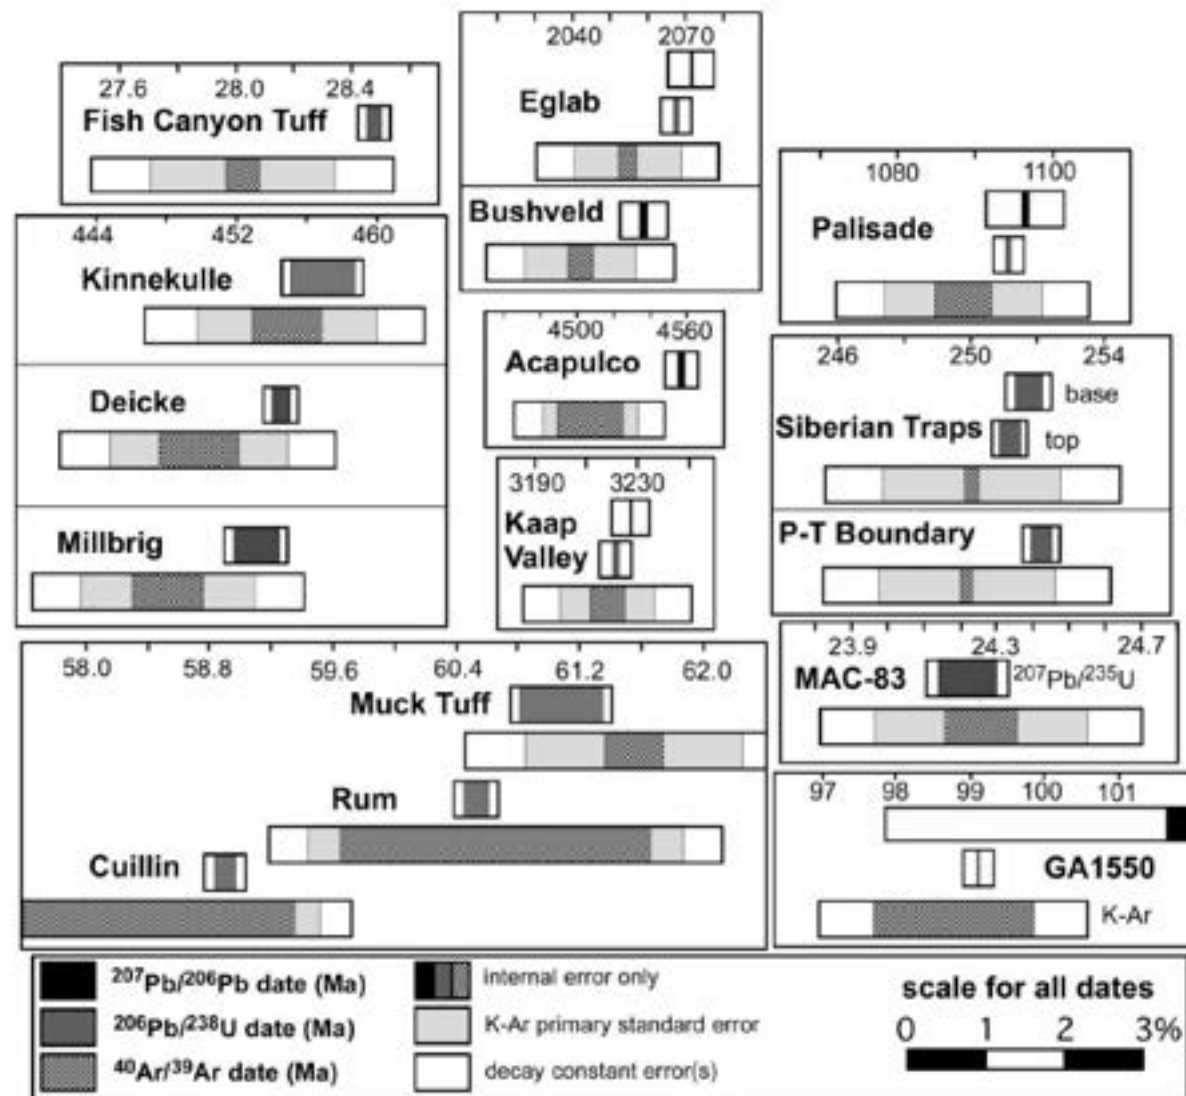 27.6 28.0 28.4
Fish Canyon Tuff
2040 2070
Eglab
Bushveld
1080 1100
Palisade
444 452 460
Kinnekulle
Deicke
Millbrig
4500 4560
Acapulco
3190 3230
Kaap
Valley
246 250 254
base
Siberian Traps
top
P-T Boundary
58.0 58.8 59.6 60.4 61.2 62.0
Muck Tuff
Rum
Cuillin
23.9 24.3 24.7
MAC-83 ²⁰⁷Pb/²³⁵U
97 98 99 100 101
GA1550
K-Ar
²⁰⁷Pb/²⁰⁶Pb date (Ma)
²⁰⁶Pb/²³⁸U date (Ma)
⁴⁰Ar/³⁹Ar date (Ma)
internal error only
K-Ar primary standard error
decay constant error(s)
scale for all dates
0 1 2 3%